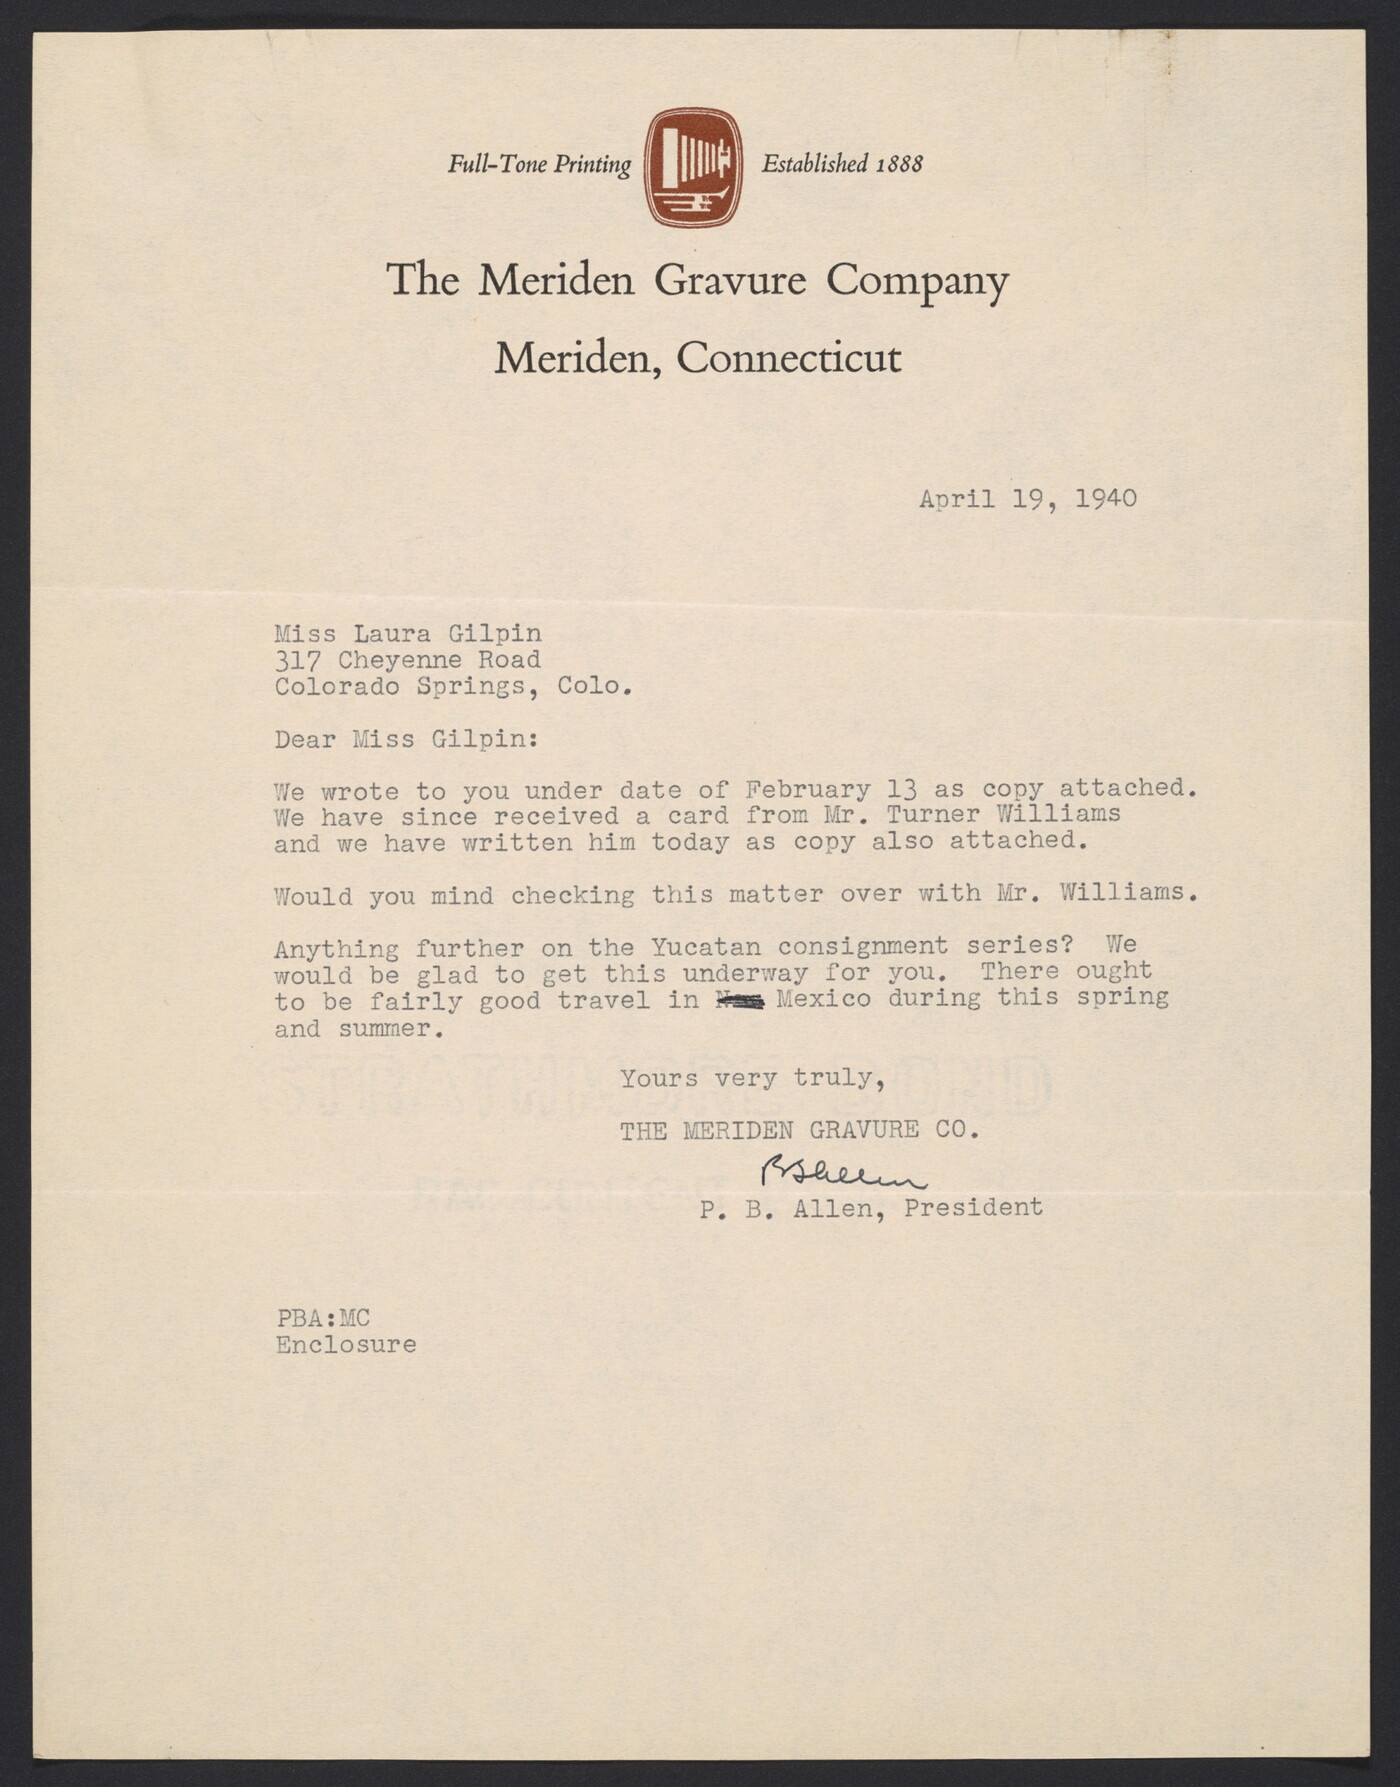 Full-Tone Printing Established 1888
The Meriden Gravure Company
Meriden, Connecticut
April 19, 1940
Miss Laura Gilpin
317 Cheyenne Road
Colorado Springs, Colo.
Dear Miss Gilpin:
We wrote to you under date of February 13 as copy attached.
We have since received a card from Mr. Turner Williams
and we have written him today as copy also attached.
Would you mind checking this matter over with Mr. Williams.
Anything further on the Yucatan consignment series?  We
would be glad to get this underway for you.  There ought
to be fairly good travel in Mexico during this spring
and summer.
Yours very truly,
THE MERIDEN GRAVURE CO.
PBAllen
P. B. Allen, President
PBA:MC
Enclosure